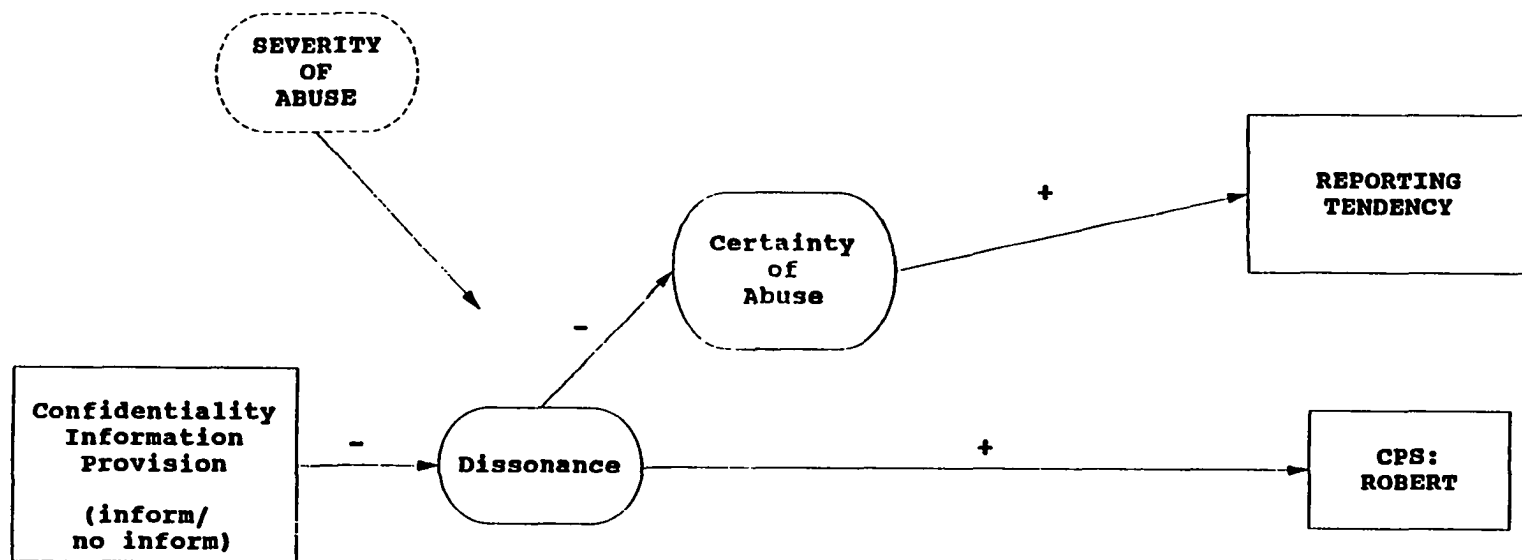 SEVERITY
OF
ABUSE
+
REPORTING
TENDENCY
Certainty
of
Abuse
-
Confidentiality
Information
Provision
(inform/
no inform)
-
Dissonance
+
CPS:
ROBERT